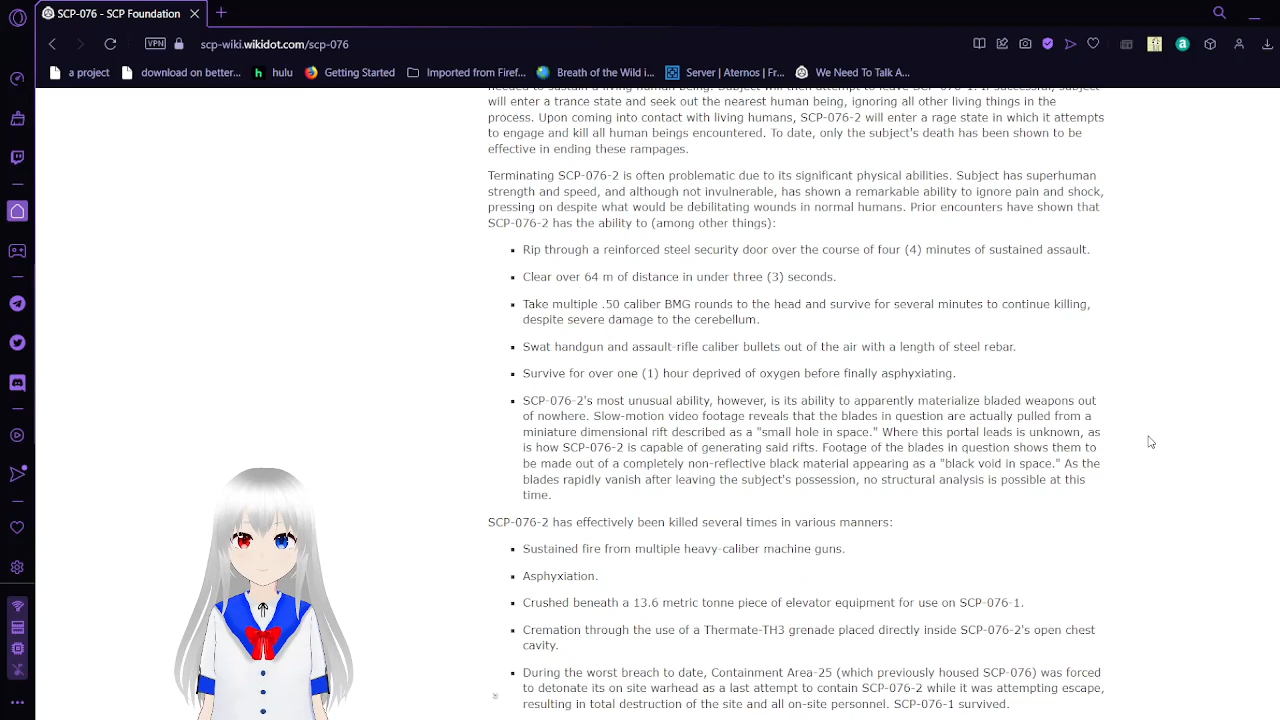 SCP-076 - SCP Foundation
VPN
scp-wiki.wikidot.com/scp-076
a project
download on better...
h hulu
Getting Started
Imported from Firef...
Breath of the Wild i...
Server | Aternos | Fr...
We Need To Talk A...
needed to sustain a living human being. Subject will then attempt to leave SCP-076-1. If successful, subject
will enter a trance state and seek out the nearest human being, ignoring all other living things in the
process. Upon coming into contact with living humans, SCP-076-2 will enter a rage state in which it attempts
to engage and kill all human beings encountered. To date, only the subject's death has been shown to be
effective in ending these rampages.
Terminating SCP-076-2 is often problematic due to its significant physical abilities. Subject has superhuman
strength and speed, and although not invulnerable, has shown a remarkable ability to ignore pain and shock,
pressing on despite what would be debilitating wounds in normal humans. Prior encounters have shown that
SCP-076-2 has the ability to (among other things):
Rip through a reinforced steel security door over the course of four (4) minutes of sustained assault.
Clear over 64 m of distance in under three (3) seconds.
Take multiple .50 caliber BMG rounds to the head and survive for several minutes to continue killing,
despite severe damage to the cerebellum.
Swat handgun and assault-rifle caliber bullets out of the air with a length of steel rebar.
Survive for over one (1) hour deprived of oxygen before finally asphyxiating.
SCP-076-2's most unusual ability, however, is its ability to apparently materialize bladed weapons out
of nowhere. Slow-motion video footage reveals that the blades in question are actually pulled from a
miniature dimensional rift described as a "small hole in space." Where this portal leads is unknown, as
is how SCP-076-2 is capable of generating said rifts. Footage of the blades in question shows them to
be made out of a completely non-reflective black material appearing as a "black void in space." As the
blades rapidly vanish after leaving the subject's possession, no structural analysis is possible at this
time.
SCP-076-2 has effectively been killed several times in various manners:
Sustained fire from multiple heavy-caliber machine guns.
Asphyxiation.
Crushed beneath a 13.6 metric tonne piece of elevator equipment for use on SCP-076-1.
Cremation through the use of a Thermate-TH3 grenade placed directly inside SCP-076-2's open chest
cavity.
During the worst breach to date, Containment Area-25 (which previously housed SCP-076) was forced
to detonate its on site warhead as a last attempt to contain SCP-076-2 while it was attempting escape,
resulting in total destruction of the site and all on-site personnel. SCP-076-1 survived.